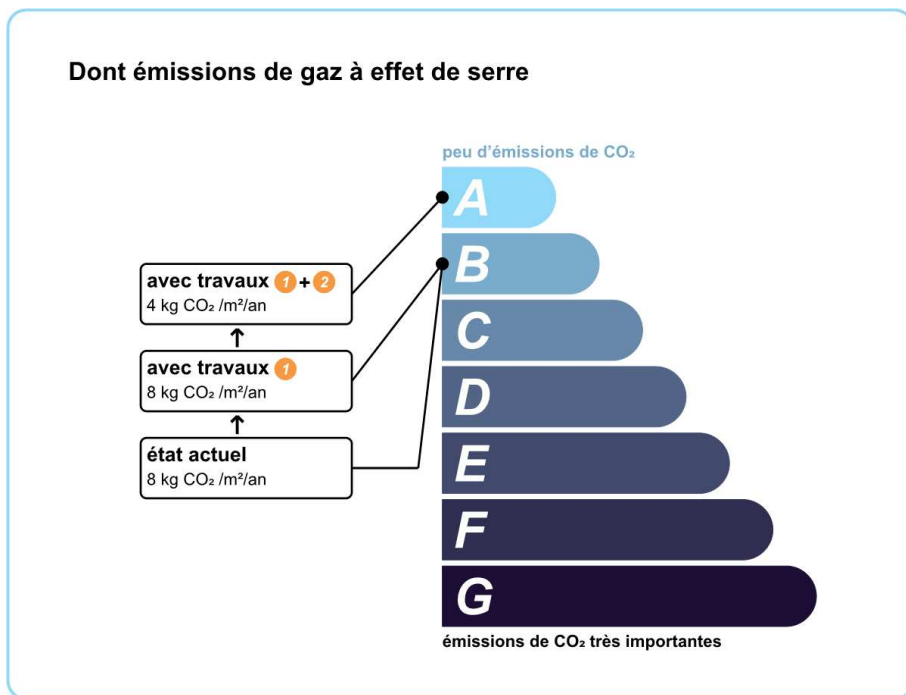 Dont émissions de gaz à effet de serre
peu d'émissions de CO₂
A
B
avec travaux 1 + 2
4 kg CO₂ /m²/an
C
avec travaux 1
8 kg CO₂ /m²/an
D
état actuel
8 kg CO₂ /m²/an
E
F
G
émissions de CO₂ très importantes